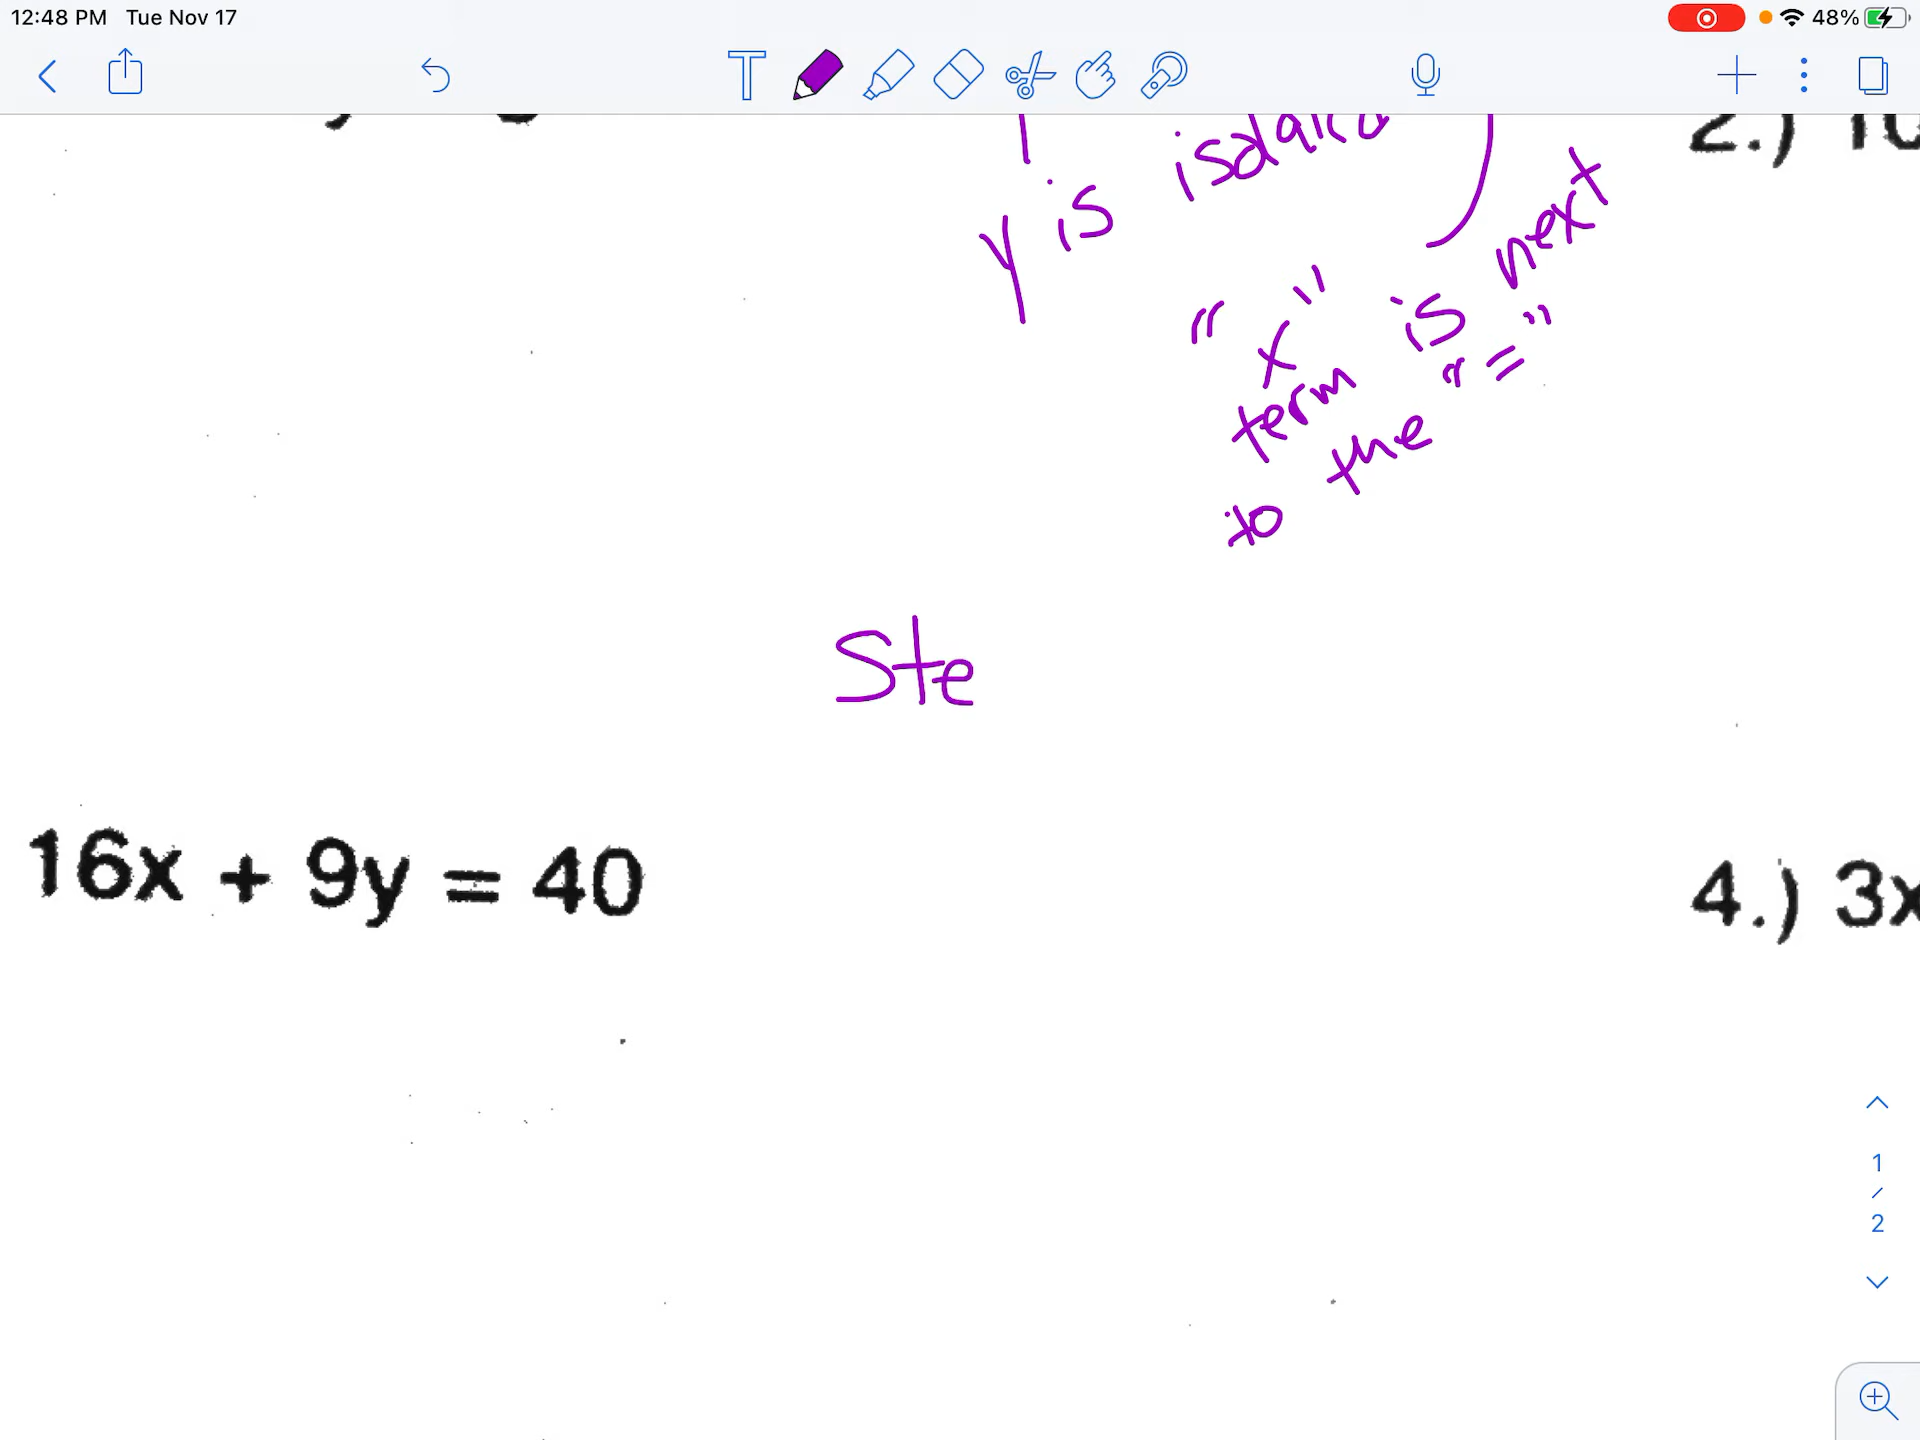 12:48 PM Tue Nov 17
48%
2.)
y is
"x" is next
term
to the "="
Ste
16x + 9y = 40
4.) 3x
1
/
2